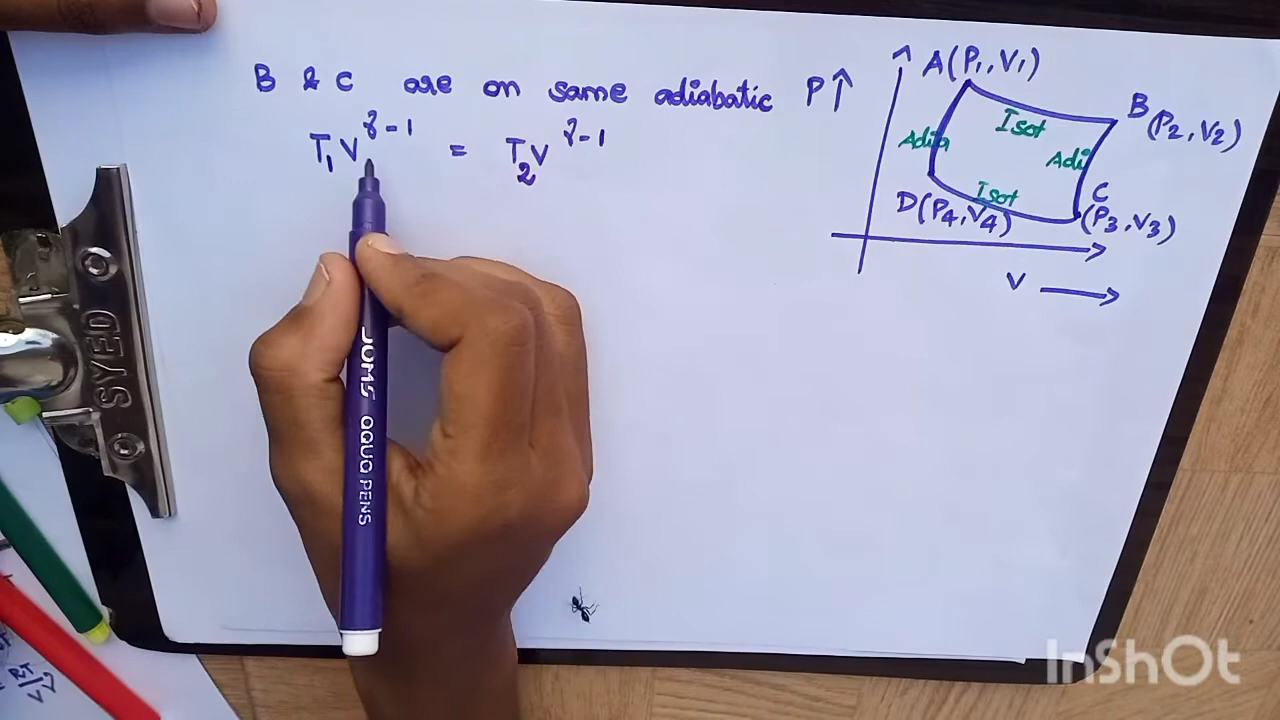 B & C are on same adiabatic
T₁V^γ-1 = T₂V^γ-1
P↑
A(P₁,V₁)
B(P₂,V₂)
Isot
Adia
Adi
Isot
C
(P₃,V₃)
D(P₄,V₄)
V →
SYED
JOMS AQUA PENS
RT
V
InShOt